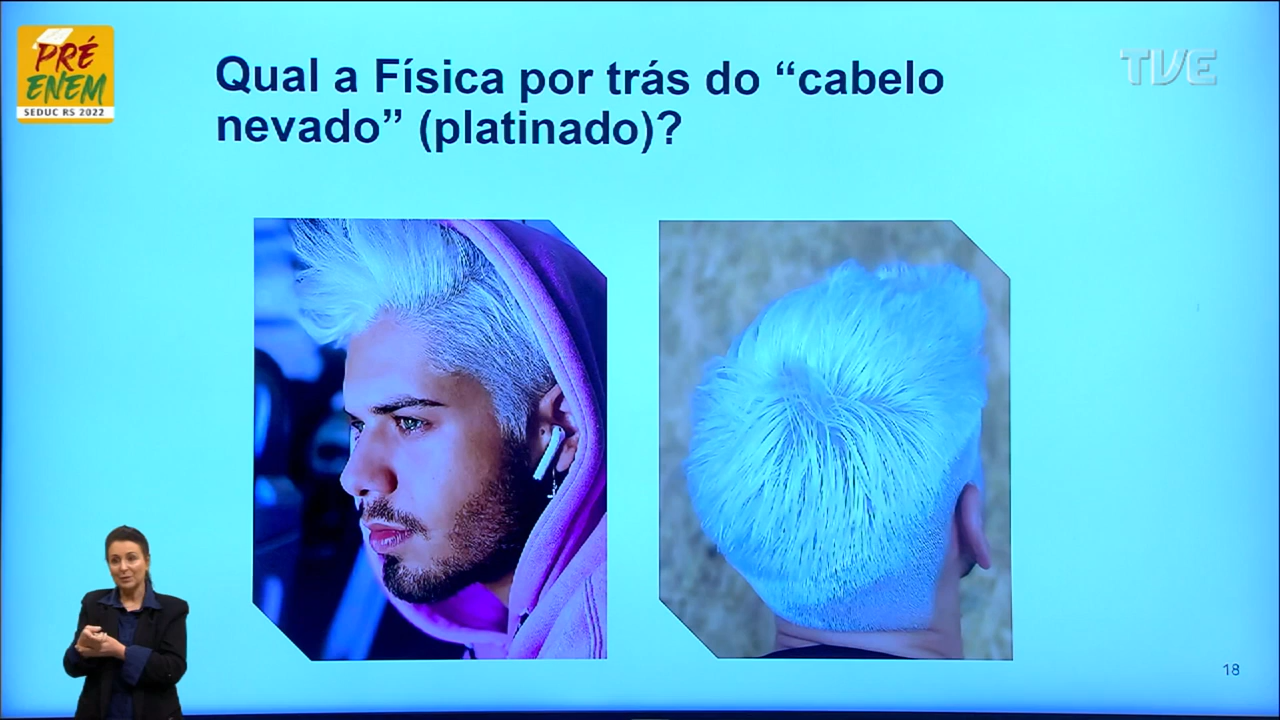 PRÉ
ENEM
SEDUC RS 2022
Qual a Física por trás do “cabelo
nevado” (platinado)?
TVE
18